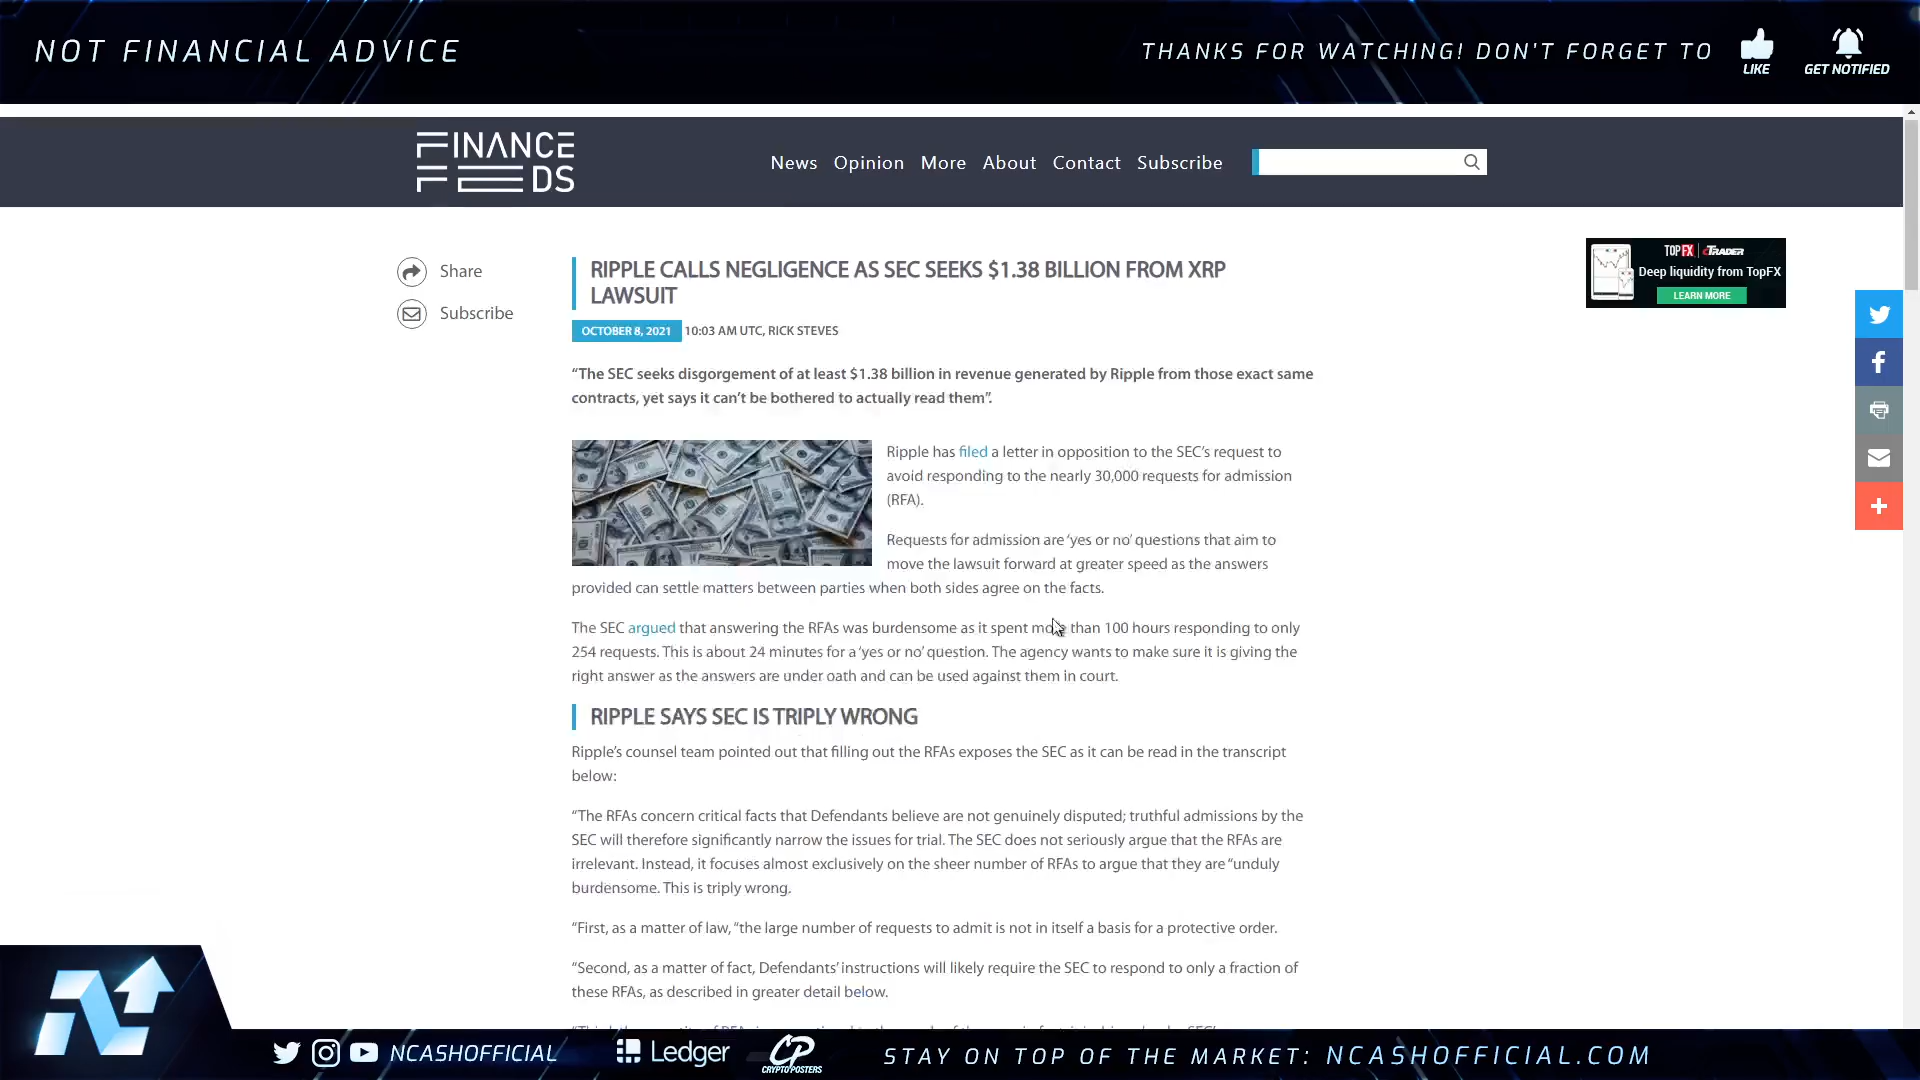 NOT FINANCIAL ADVICE
THANKS FOR WATCHING! DON'T FORGET TO
LIKE
GET NOTIFIED
FINANCE
FEEDS
News Opinion More About Contact Subscribe
Share
Subscribe
RIPPLE CALLS NEGLIGENCE AS SEC SEEKS $1.38 BILLION FROM XRP
LAWSUIT
OCTOBER 8, 2021 10:03 AM UTC, RICK STEVES
TOPFX cTRADER
Deep liquidity from TopFX
LEARN MORE
“The SEC seeks disgorgement of at least $1.38 billion in revenue generated by Ripple from those exact same
contracts, yet says it can’t be bothered to actually read them”.
Ripple has filed a letter in opposition to the SEC’s request to
avoid responding to the nearly 30,000 requests for admission
(RFA).
Requests for admission are ‘yes or no’ questions that aim to
move the lawsuit forward at greater speed as the answers
provided can settle matters between parties when both sides agree on the facts.
The SEC argued that answering the RFAs was burdensome as it spent more than 100 hours responding to only
254 requests. This is about 24 minutes for a ‘yes or no’ question. The agency wants to make sure it is giving the
right answer as the answers are under oath and can be used against them in court.
RIPPLE SAYS SEC IS TRIPLY WRONG
Ripple’s counsel team pointed out that filling out the RFAs exposes the SEC as it can be read in the transcript
below:
“The RFAs concern critical facts that Defendants believe are not genuinely disputed; truthful admissions by the
SEC will therefore significantly narrow the issues for trial. The SEC does not seriously argue that the RFAs are
irrelevant. Instead, it focuses almost exclusively on the sheer number of RFAs to argue that they are “unduly
burdensome. This is triply wrong.
“First, as a matter of law, “the large number of requests to admit is not in itself a basis for a protective order.
“Second, as a matter of fact, Defendants’ instructions will likely require the SEC to respond to only a fraction of
these RFAs, as described in greater detail below.
NCASHOFFICIAL
Ledger
CP
CRYPTOPOSTERS
STAY ON TOP OF THE MARKET: NCASHOFFICIAL.COM